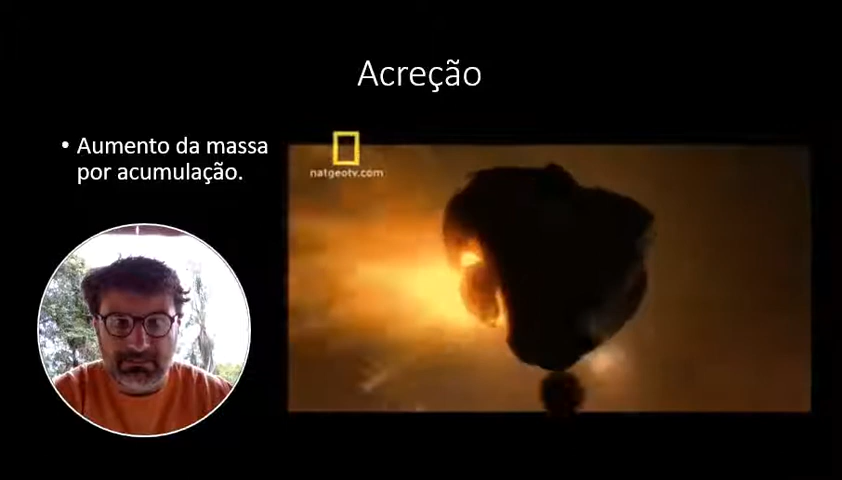 Acreção
• Aumento da massa
por acumulação.
natgeotv.com